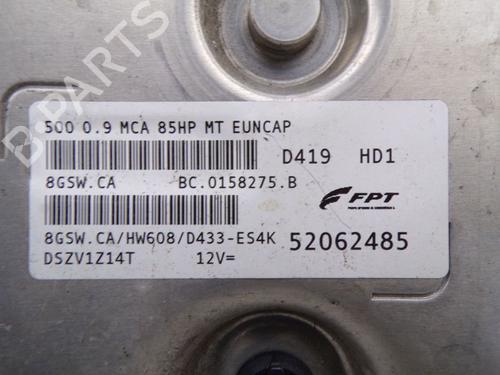 500 0.9 MCA 85HP MT EUNCAP
D419 HD1
8GSW.CA BC.0158275.B
FPT
8GSW.CA/HW608/D433-ES4K 52062485
DSZV1Z14T 12V=
B-PARTS